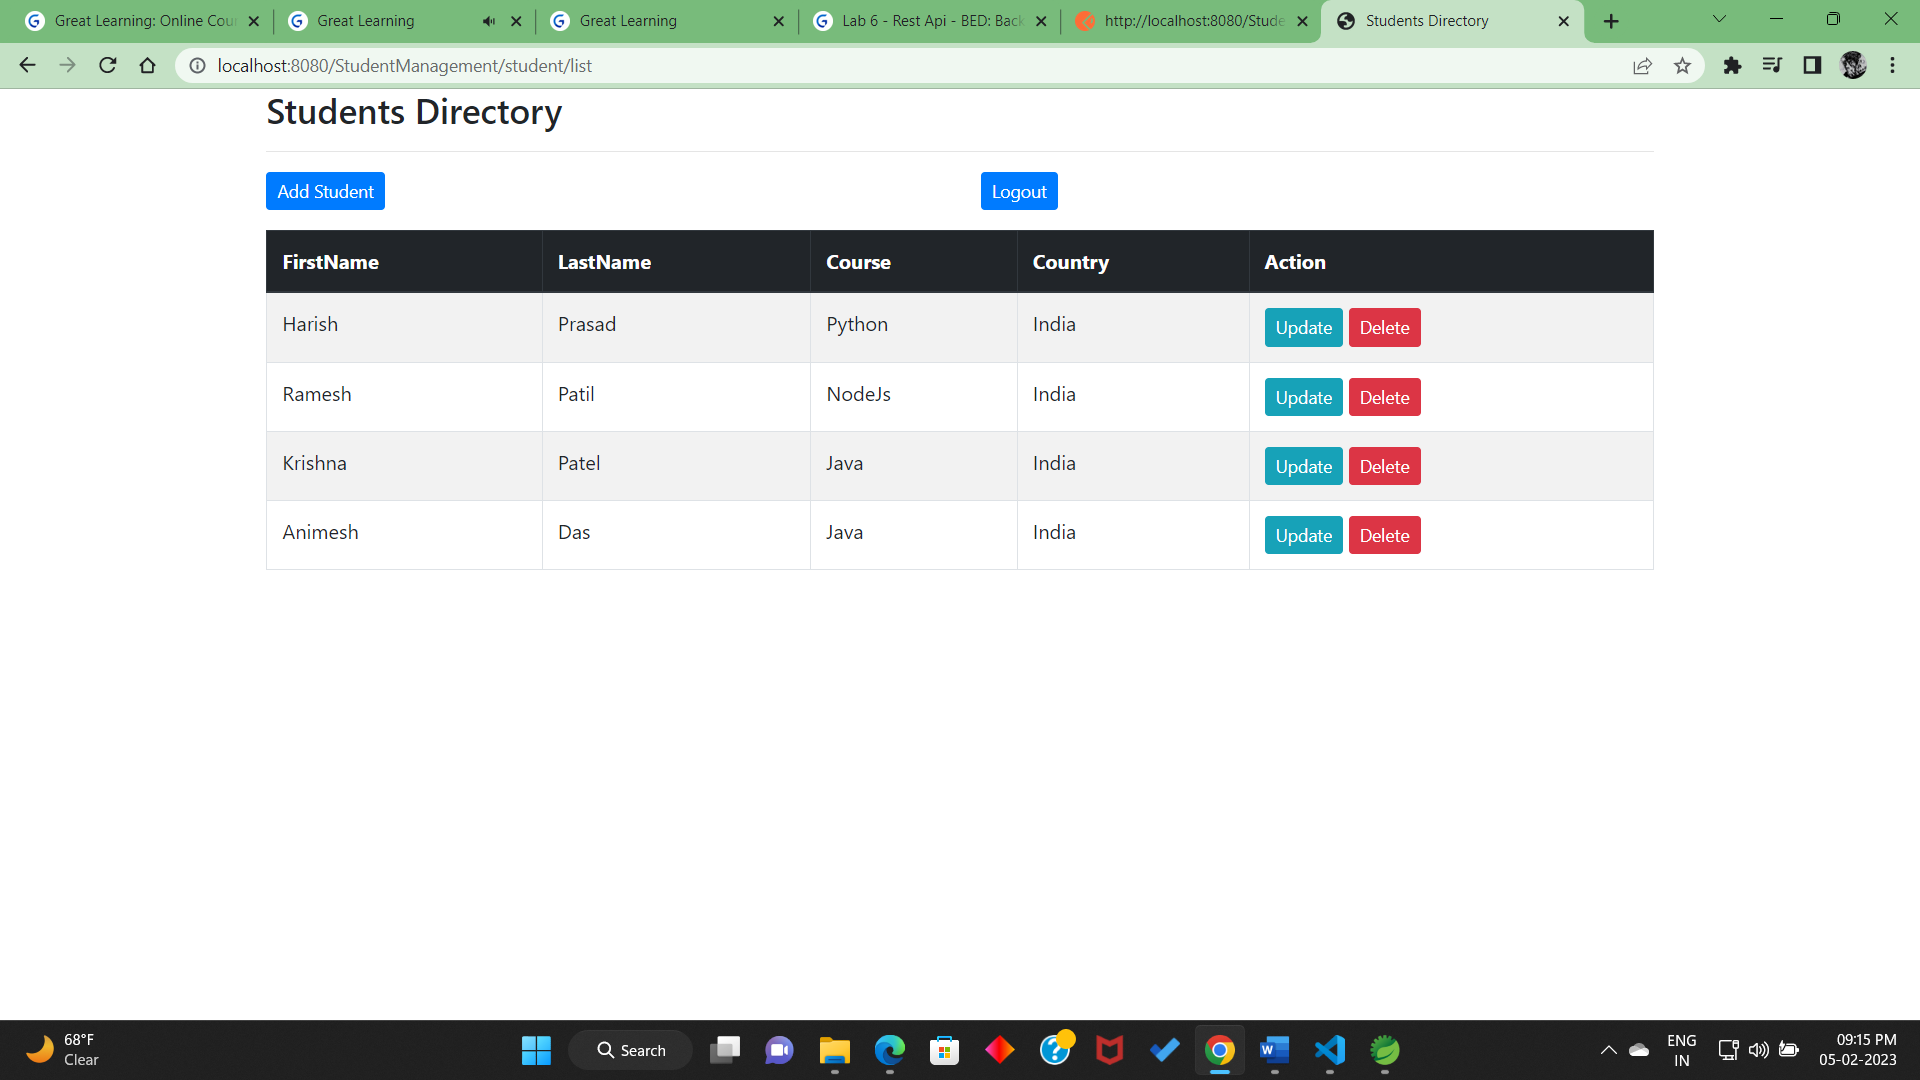 Great Learning: Online Cour
Great Learning
Great Learning
Lab 6 - Rest Api - BED: Back
http://localhost:8080/Stude
Students Directory
localhost:8080/StudentManagement/student/list
Students Directory
Add Student
Logout
FirstName LastName Course Country Action
Harish Prasad Python India Update Delete
Ramesh Patil NodeJs India Update Delete
Krishna Patel Java India Update Delete
Animesh Das Java India Update Delete
68°F
Clear
Search
ENG
IN
09:15 PM
05-02-2023